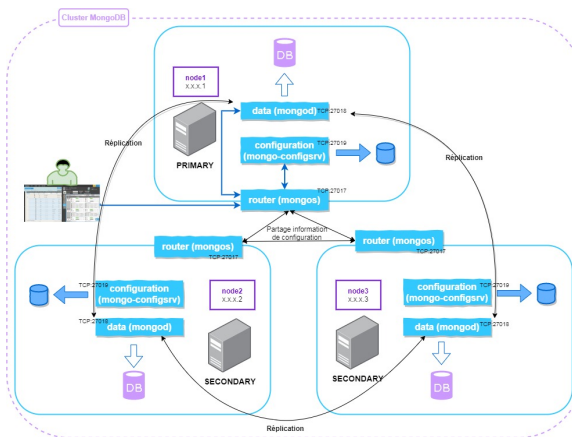 Cluster MongoDB
DB
node1
x.x.x.1
data (mongod)
TCP:27018
Réplication
PRIMARY
configuration
(mongo-configsrv)
TCP:27019
Réplication
router (mongos)
TCP:27017
Partage information
de configuration
router (mongos)
TCP:27017
router (mongos)
TCP:27017
TCP:27019
configuration
(mongo-configsrv)
node2
x.x.x.2
TCP:27018
data (mongod)
SECONDARY
DB
node3
x.x.x.3
configuration
(mongo-configsrv)
TCP:27019
data (mongod)
TCP:27018
SECONDARY
DB
Réplication